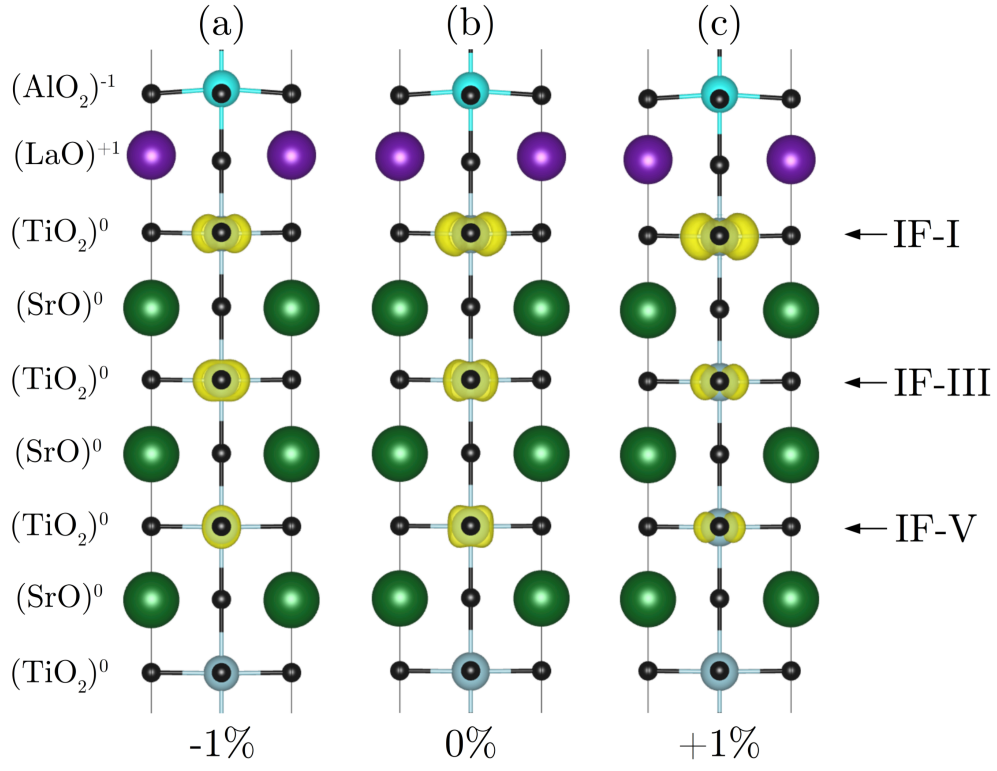 (a) (b) (c)
(AlO₂)⁻¹
(LaO)⁺¹
(TiO₂)⁰ IF-I
(SrO)⁰
(TiO₂)⁰ IF-III
(SrO)⁰
(TiO₂)⁰ IF-V
(SrO)⁰
(TiO₂)⁰
-1% 0% +1%